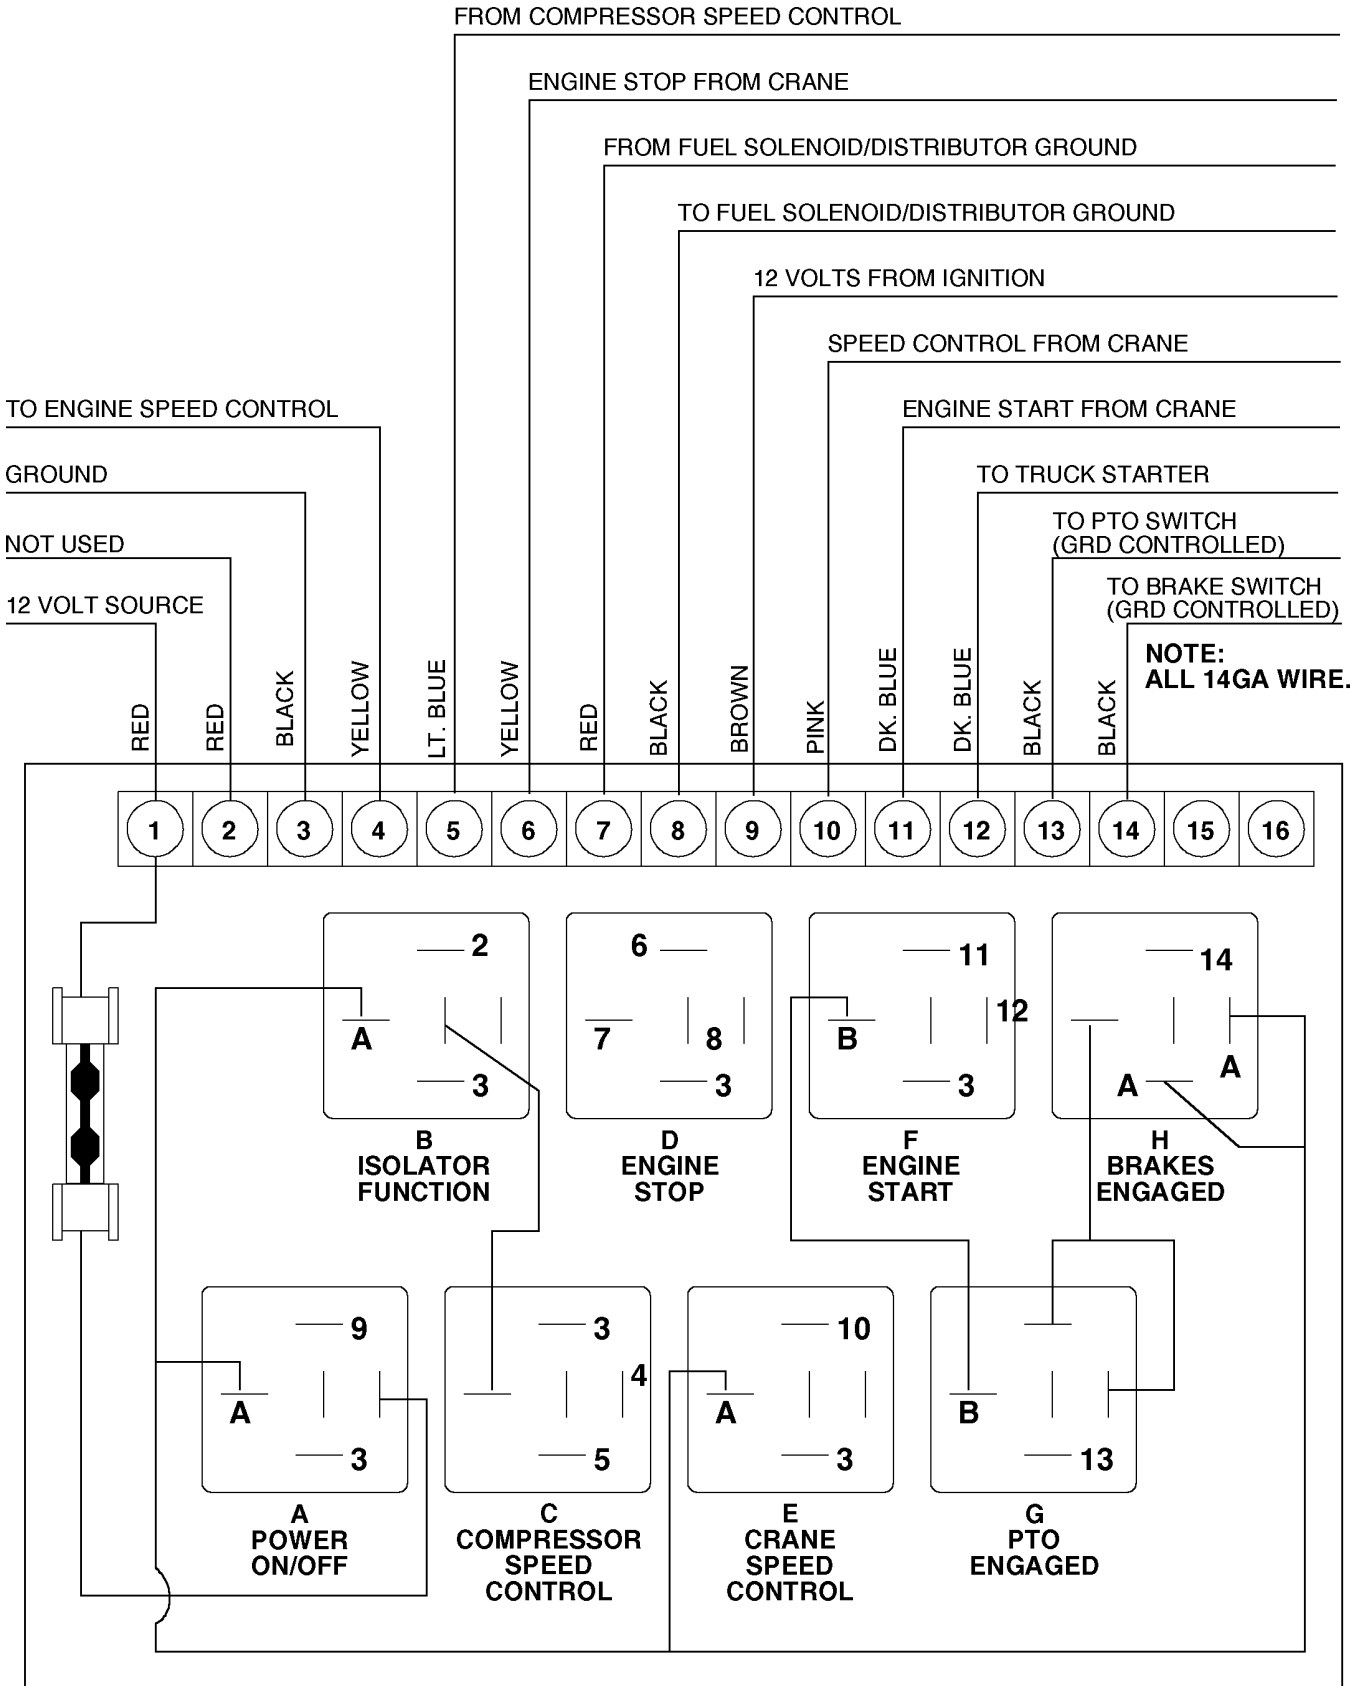 FROM COMPRESSOR SPEED CONTROL
ENGINE STOP FROM CRANE
FROM FUEL SOLENOID/DISTRIBUTOR GROUND
TO FUEL SOLENOID/DISTRIBUTOR GROUND
12 VOLTS FROM IGNITION
SPEED CONTROL FROM CRANE
TO ENGINE SPEED CONTROL
ENGINE START FROM CRANE
GROUND
TO TRUCK STARTER
TO PTO SWITCH
(GRD CONTROLLED)
NOT USED
TO BRAKE SWITCH
(GRD CONTROLLED)
12 VOLT SOURCE
NOTE:
ALL 14GA WIRE.
RED
RED
BLACK
YELLOW
LT. BLUE
YELLOW
RED
BLACK
BROWN
PINK
DK. BLUE
DK. BLUE
BLACK
BLACK
1 2 3 4 5 6 7 8 9 10 11 12 13 14 15 16
2
A
3
B
ISOLATOR
FUNCTION
6
7 8
3
D
ENGINE
STOP
11
12
B
3
F
ENGINE
START
14
A
A
H
BRAKES
ENGAGED
9
A
3
A
POWER
ON/OFF
3
4
5
C
COMPRESSOR
SPEED
CONTROL
10
A
3
E
CRANE
SPEED
CONTROL
B
13
G
PTO
ENGAGED